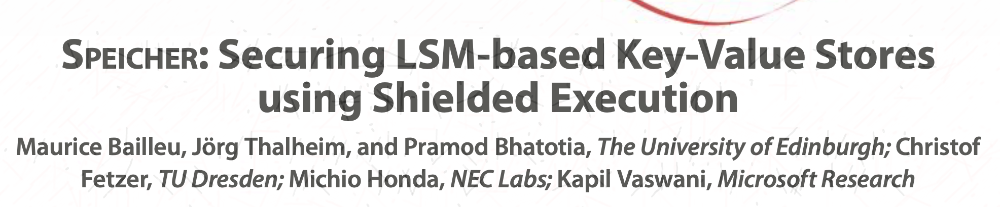 SPEICHER: Securing LSM-based Key-Value Stores
using Shielded Execution
Maurice Bailleu, Jörg Thalheim, and Pramod Bhatotia, The University of Edinburgh; Christof
Fetzer, TU Dresden; Michio Honda, NEC Labs; Kapil Vaswani, Microsoft Research